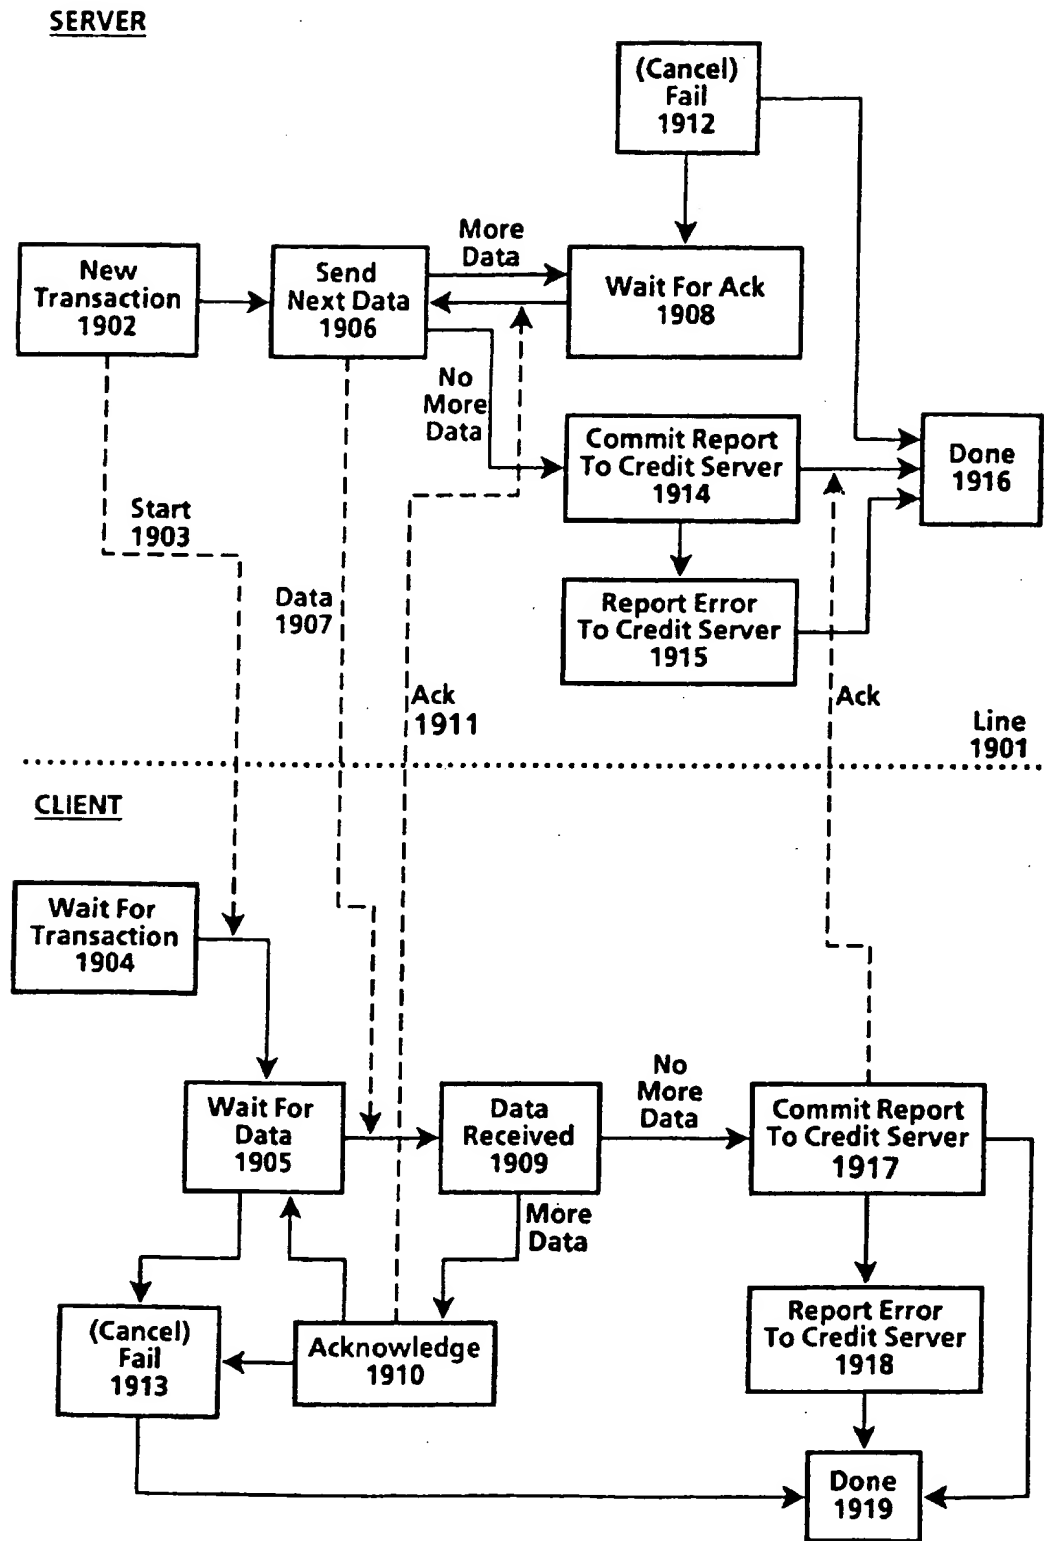 SERVER
(Cancel)
Fail
1912
New
Transaction
1902
Send
Next Data
1906
More
Data
Wait For Ack
1908
No
More
Data
Commit Report
To Credit Server
1914
Done
1916
Start
1903
Data
1907
Report Error
To Credit Server
1915
Ack
1911
Ack
Line
1901
CLIENT
Wait For
Transaction
1904
Wait For
Data
1905
Data
Received
1909
No
More
Data
Commit Report
To Credit Server
1917
More
Data
(Cancel)
Fail
1913
Acknowledge
1910
Report Error
To Credit Server
1918
Done
1919